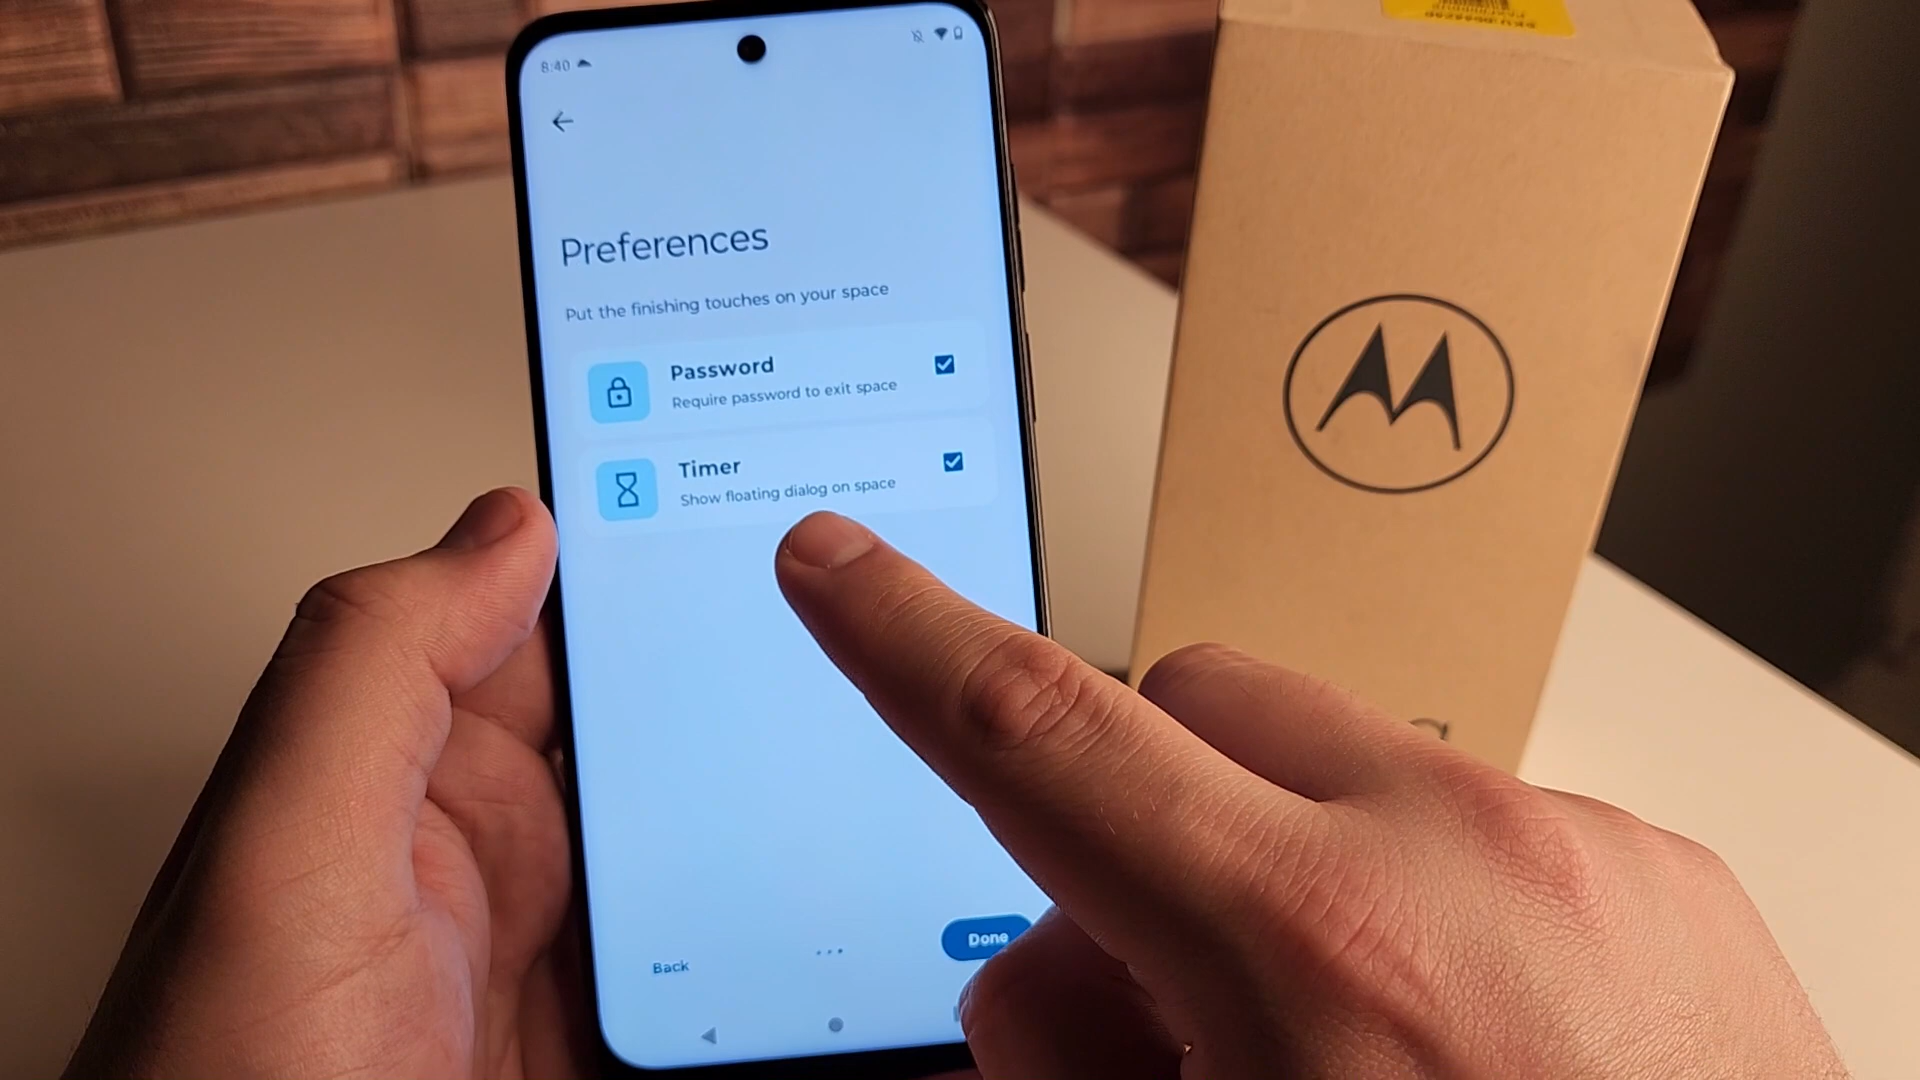 8:40
Preferences
Put the finishing touches on your space
Password
Require password to exit space
Timer
Show floating dialog on space
Back
Done